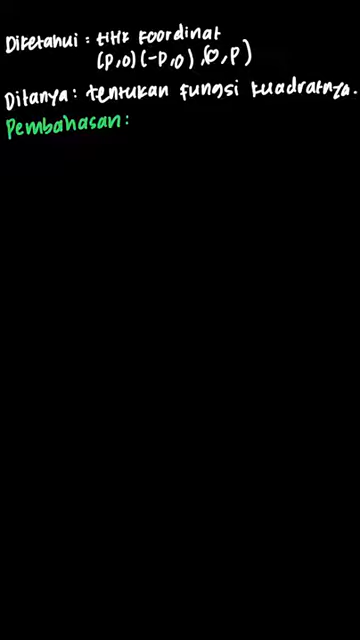 Diketahui : titik koordinat
(P,0) (-P,0), (0,P)
Ditanya : tentukan fungsi kuadratnya.
Pembahasan :